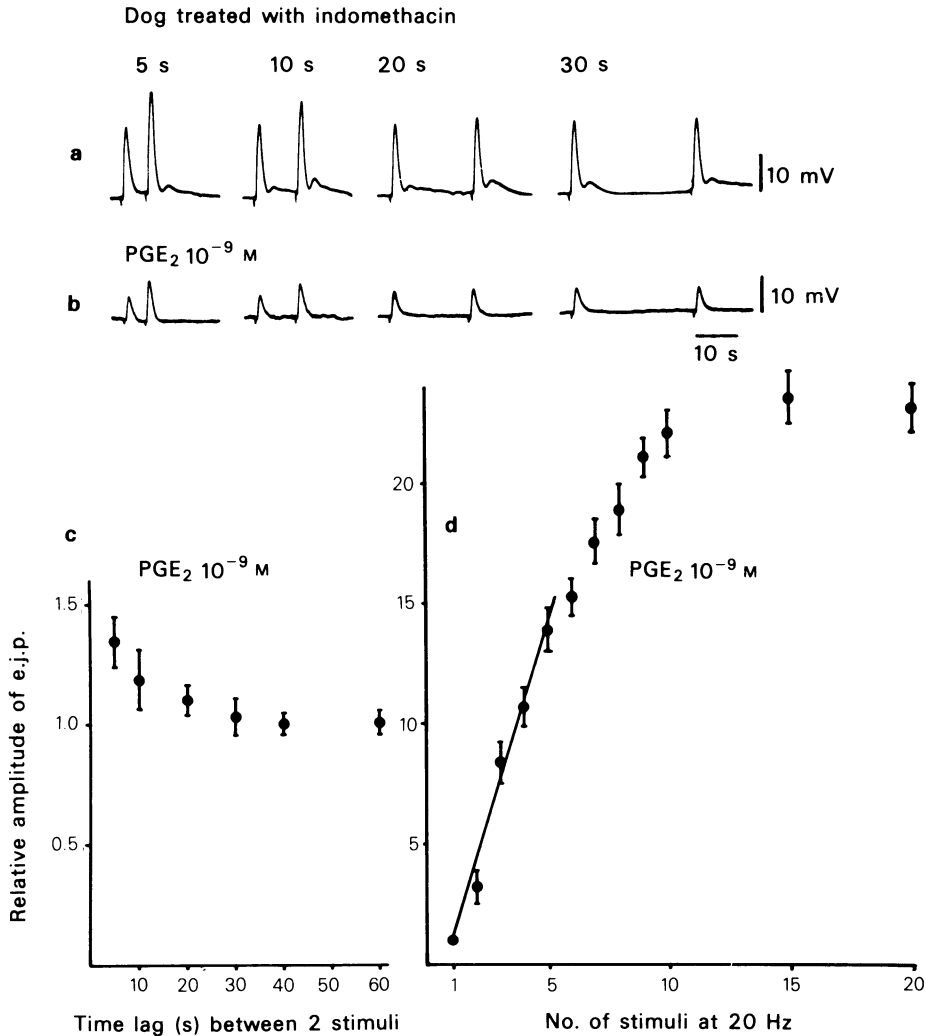 Dog treated with indomethacin
5 s 10 s 20 s 30 s
a
10 mV
PGE₂ 10⁻⁹ M
b
10 mV
10 s
c
PGE₂ 10⁻⁹ M
1.5
1.0
0.5
10 20 30 40 50 60
Time lag (s) between 2 stimuli
Relative amplitude of e.j.p.
d
PGE₂ 10⁻⁹ M
20
15
10
5
1 5 10 15 20
No. of stimuli at 20 Hz